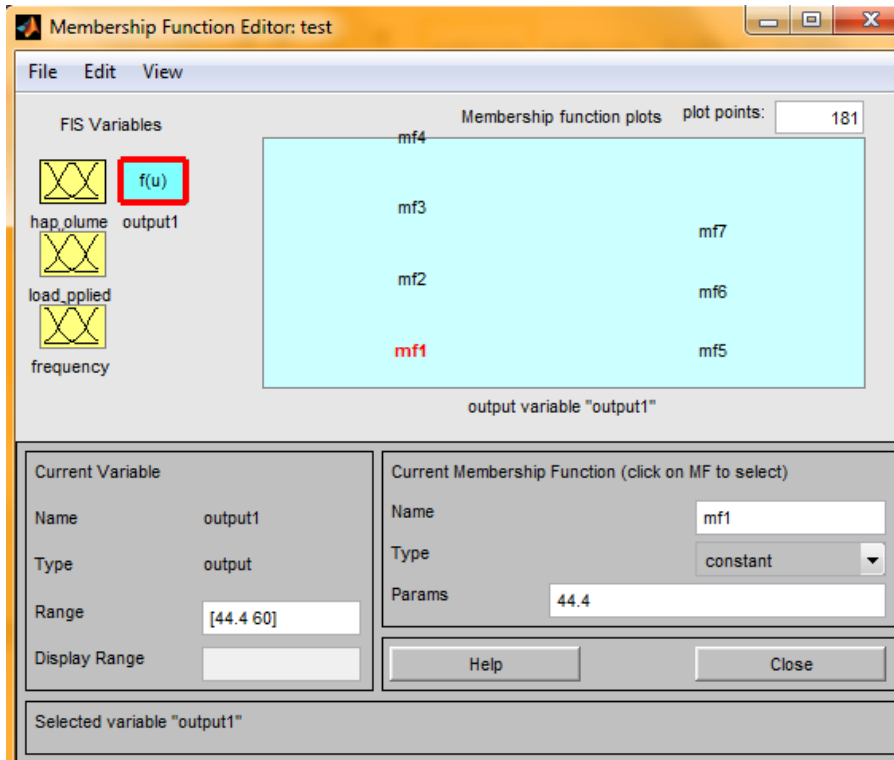 Membership Function Editor: test
File Edit View
FIS Variables
Membership function plots plot points: 181
f(u)
hap_olume output1
load_pplied
frequency
mf4
mf3
mf2
mf1
mf7
mf6
mf5
output variable "output1"
Current Variable
Name output1
Type output
Range [44.4 60]
Display Range
Current Membership Function (click on MF to select)
Name mf1
Type constant
Params 44.4
Help Close
Selected variable "output1"